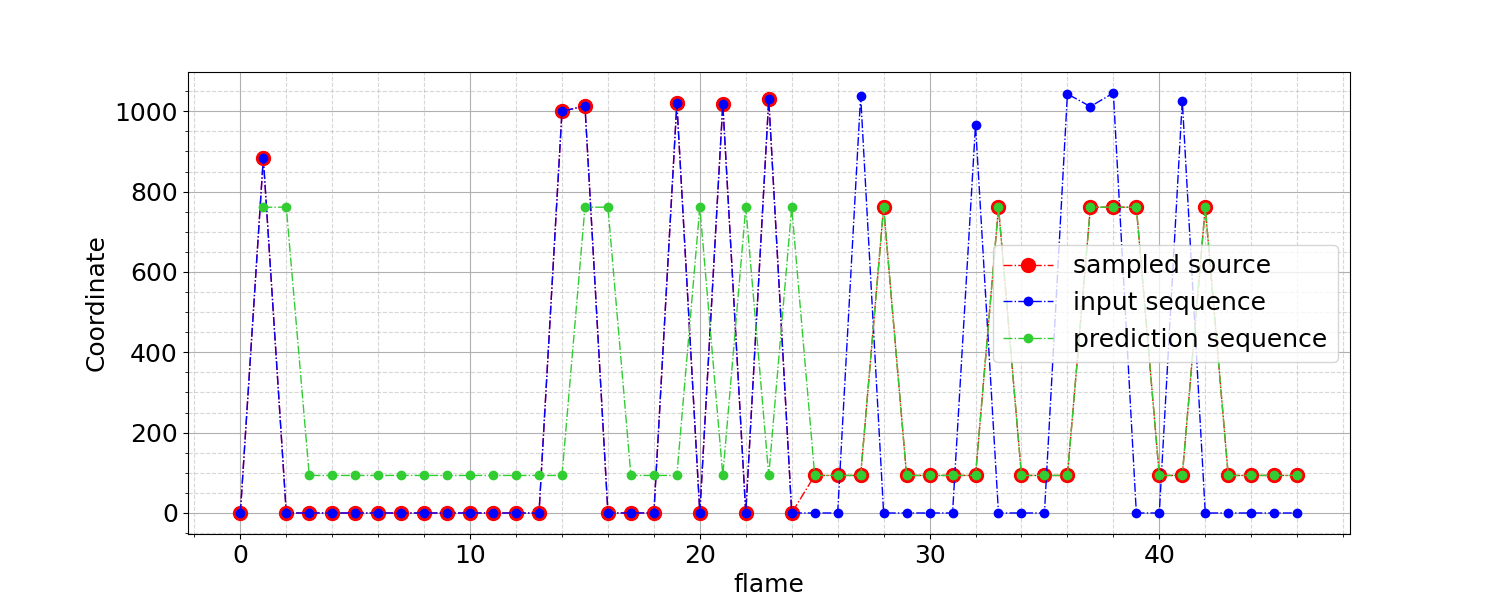 1000
800
600
400
200
0
Coordinate
sampled source
input sequence
prediction sequence
0 10 20 30 40
flame